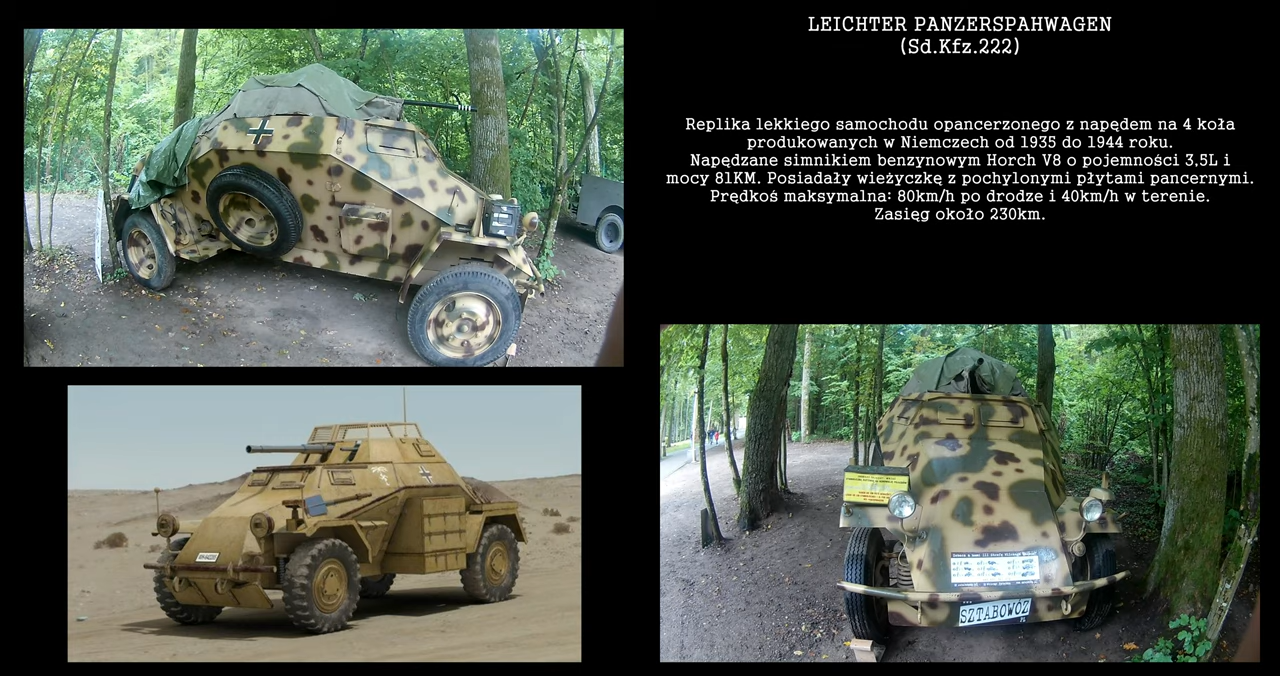 LEICHTER PANZERSPAHWAGEN
(Sd.Kfz.222)
Replika lekkiego samochodu opancerzonego z napędem na 4 koła
produkowanych w Niemczech od 1935 do 1944 roku.
Napędzane simnikiem benzynowym Horch V8 o pojemności 3,5L i
mocy 81KM. Posiadały wieżyczkę z pochylonymi płytami pancernymi.
Prędkoś maksymalna: 80km/h po drodze i 40km/h w terenie.
Zasięg około 230km.
SZTABOWOZ